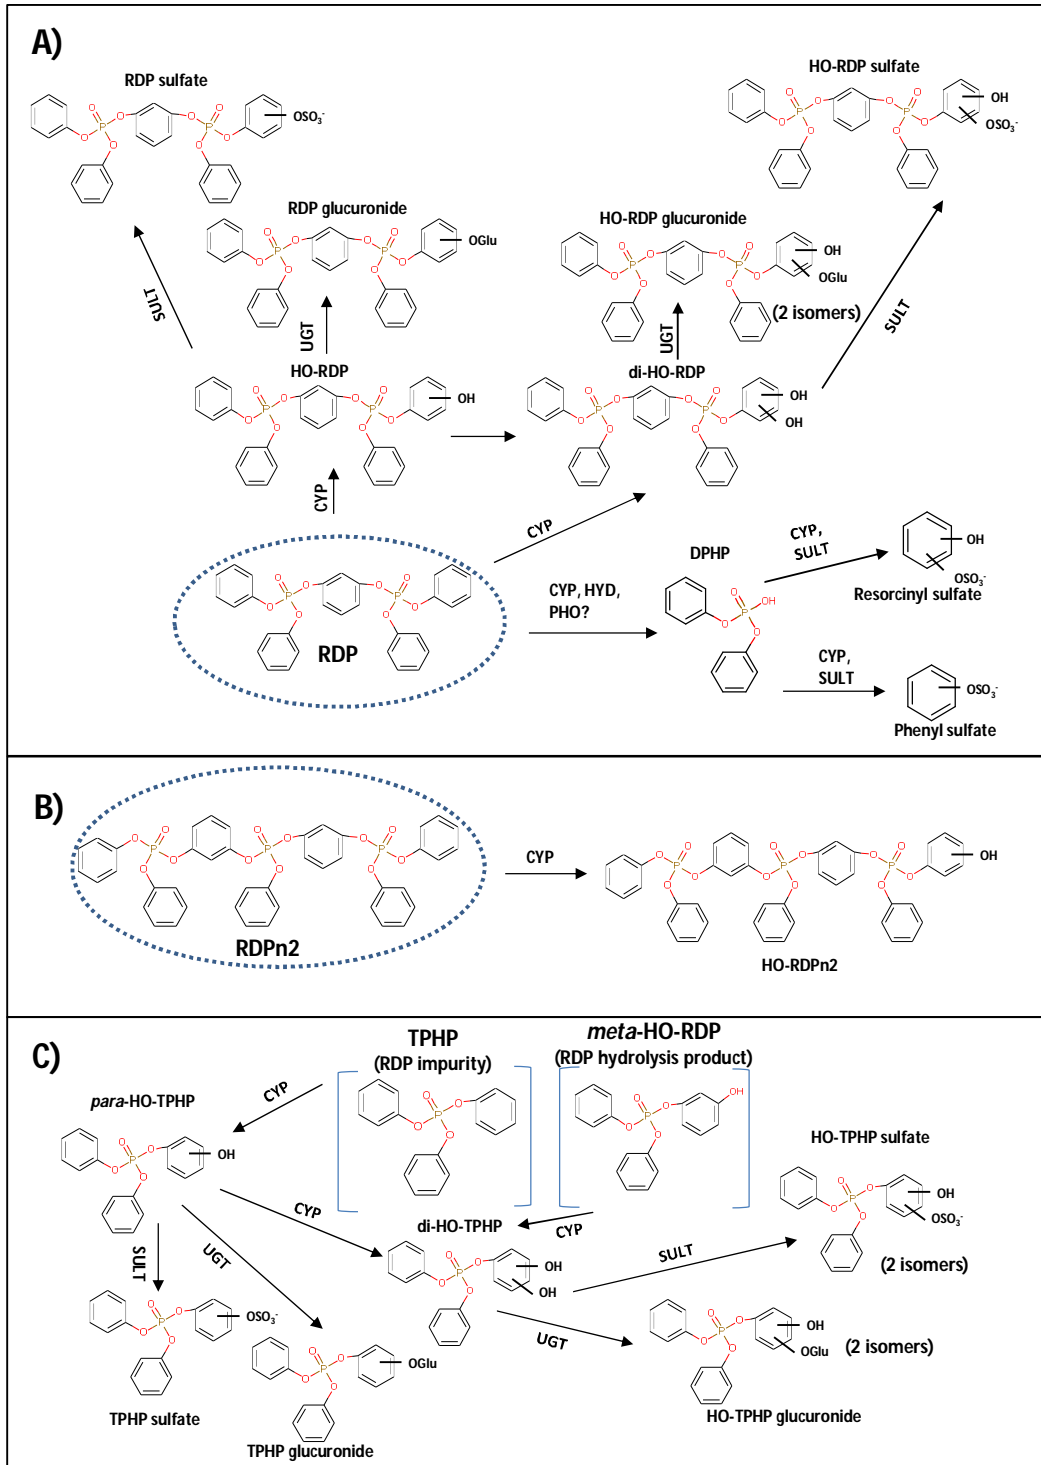 A)
RDP sulfate
HO-RDP sulfate
O
O
O
O
P
P
O
O
O
O
OSO3-
O
O
O
O
P
P
O
O
O
O
OH
OSO3-
RDP glucuronide
HO-RDP glucuronide
O
O
O
O
P
P
O
O
O
O
OGlu
O
O
O
O
P
P
O
O
O
O
OH
OGlu
(2 isomers)
SULT
UGT
UGT
SULT
HO-RDP
di-HO-RDP
O
O
O
O
P
P
O
O
O
O
OH
O
O
O
O
P
P
O
O
O
O
OH
OH
CYP
CYP
DPHP
CYP,
SULT
OH
OSO3-
Resorcinyl sulfate
O
O
O
O
P
P
O
O
O
O
RDP
CYP, HYD,
PHO?
O
OH
P
O
O
CYP,
SULT
OSO3-
Phenyl sulfate
B)
O
O
O
O
O
O
O
P
P
P
O
O
O
O
RDPn2
CYP
O
O
O
O
O
O
O
P
P
P
O
O
O
O
OH
HO-RDPn2
C)
TPHP
(RDP impurity)
meta-HO-RDP
(RDP hydrolysis product)
CYP
para-HO-TPHP
O
O
P
O
O
OH
O
O
P
O
O
O
O
P
O
O
OH
HO-TPHP sulfate
O
O
P
O
O
OH
OSO3-
(2 isomers)
CYP
di-HO-TPHP
CYP
O
O
P
O
O
OH
OH
SULT
SULT
UGT
UGT
O
O
P
O
O
OSO3-
TPHP sulfate
O
O
P
O
O
OGlu
TPHP glucuronide
O
O
P
O
O
OH
OGlu
(2 isomers)
HO-TPHP glucuronide